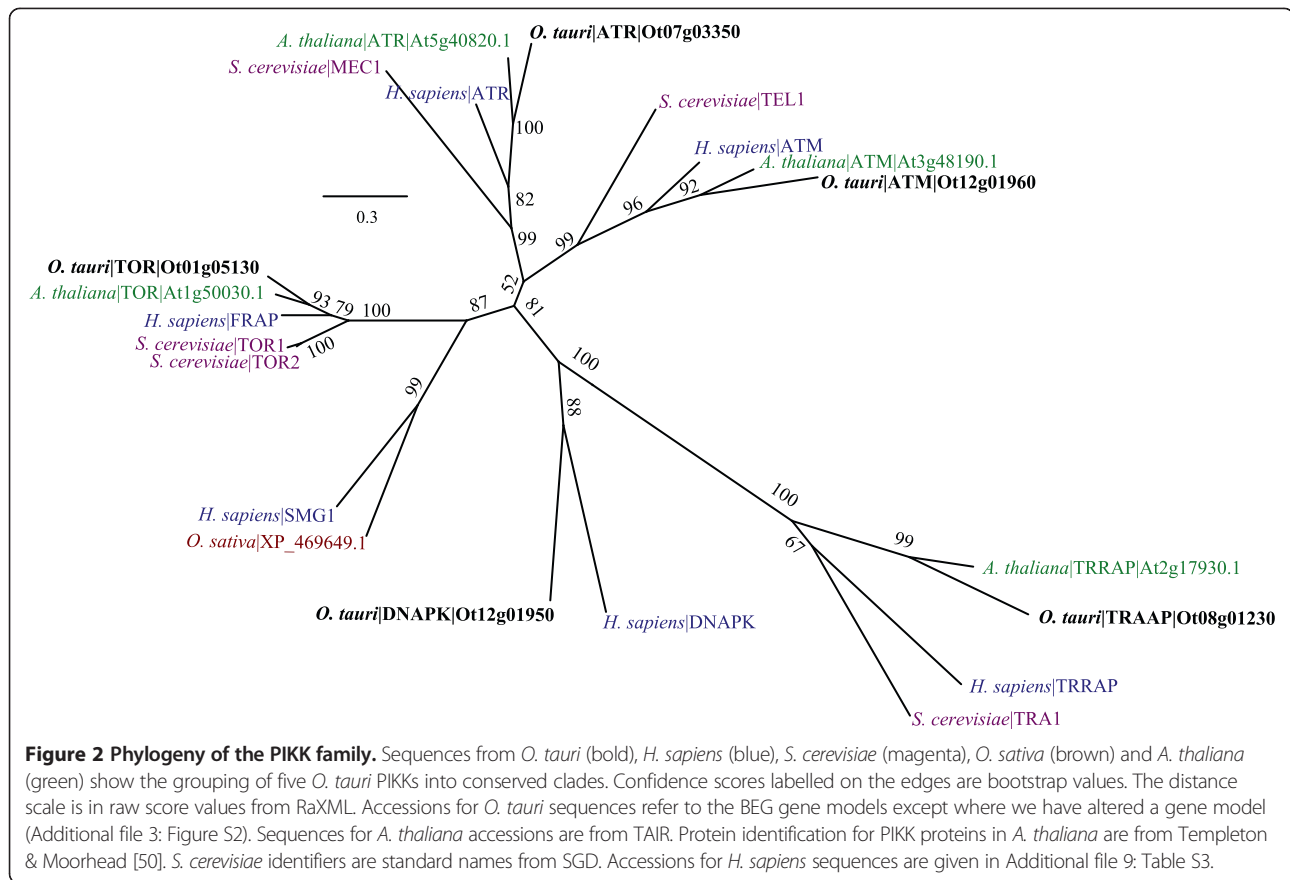 A. thaliana|ATR|At5g40820.1
O. tauri|ATR|Ot07g03350
S. cerevisiae|MEC1
H. sapiens|ATR
S. cerevisiae|TEL1
100
H. sapiens|ATM
A. thaliana|ATM|At3g48190.1
92
O. tauri|ATM|Ot12g01960
82
96
0.3
99
99
O. tauri|TOR|Ot01g05130
52
A. thaliana|TOR|At1g50030.1
93
79
100
87
81
H. sapiens|FRAP
S. cerevisiae|TOR1
100
S. cerevisiae|TOR2
100
99
88
100
H. sapiens|SMG1
O. sativa|XP_469649.1
67
99
A. thaliana|TRRAP|At2g17930.1
O. tauri|DNAPK|Ot12g01950
H. sapiens|DNAPK
O. tauri|TRAAP|Ot08g01230
H. sapiens|TRRAP
S. cerevisiae|TRA1
Figure 2 Phylogeny of the PIKK family. Sequences from O. tauri (bold), H. sapiens (blue), S. cerevisiae (magenta), O. sativa (brown) and A. thaliana
(green) show the grouping of five O. tauri PIKKs into conserved clades. Confidence scores labelled on the edges are bootstrap values. The distance
scale is in raw score values from RaXML. Accessions for O. tauri sequences refer to the BEG gene models except where we have altered a gene model
(Additional file 3: Figure S2). Sequences for A. thaliana accessions are from TAIR. Protein identification for PIKK proteins in A. thaliana are from Templeton
& Moorhead [50]. S. cerevisiae identifiers are standard names from SGD. Accessions for H. sapiens sequences are given in Additional file 9: Table S3.